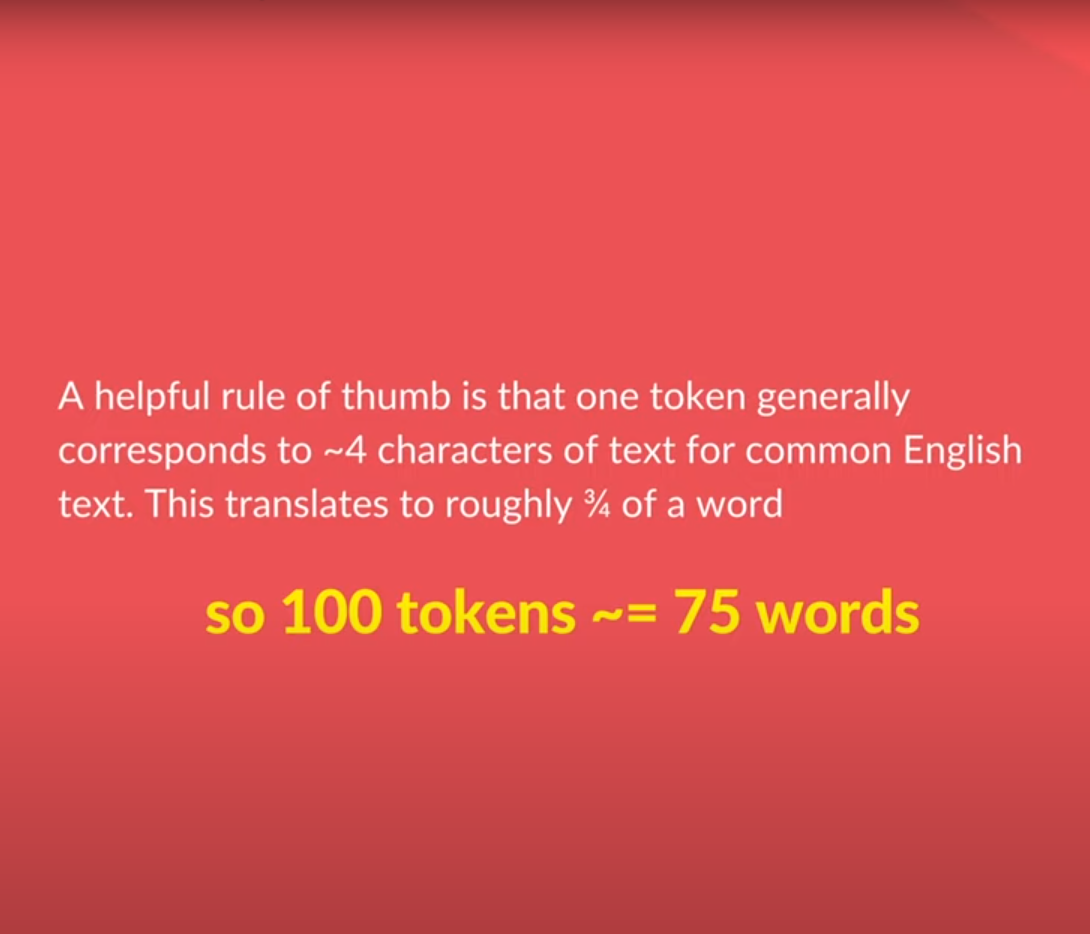 A helpful rule of thumb is that one token generally
corresponds to ~4 characters of text for common English
text. This translates to roughly ¾ of a word
so 100 tokens ~= 75 words